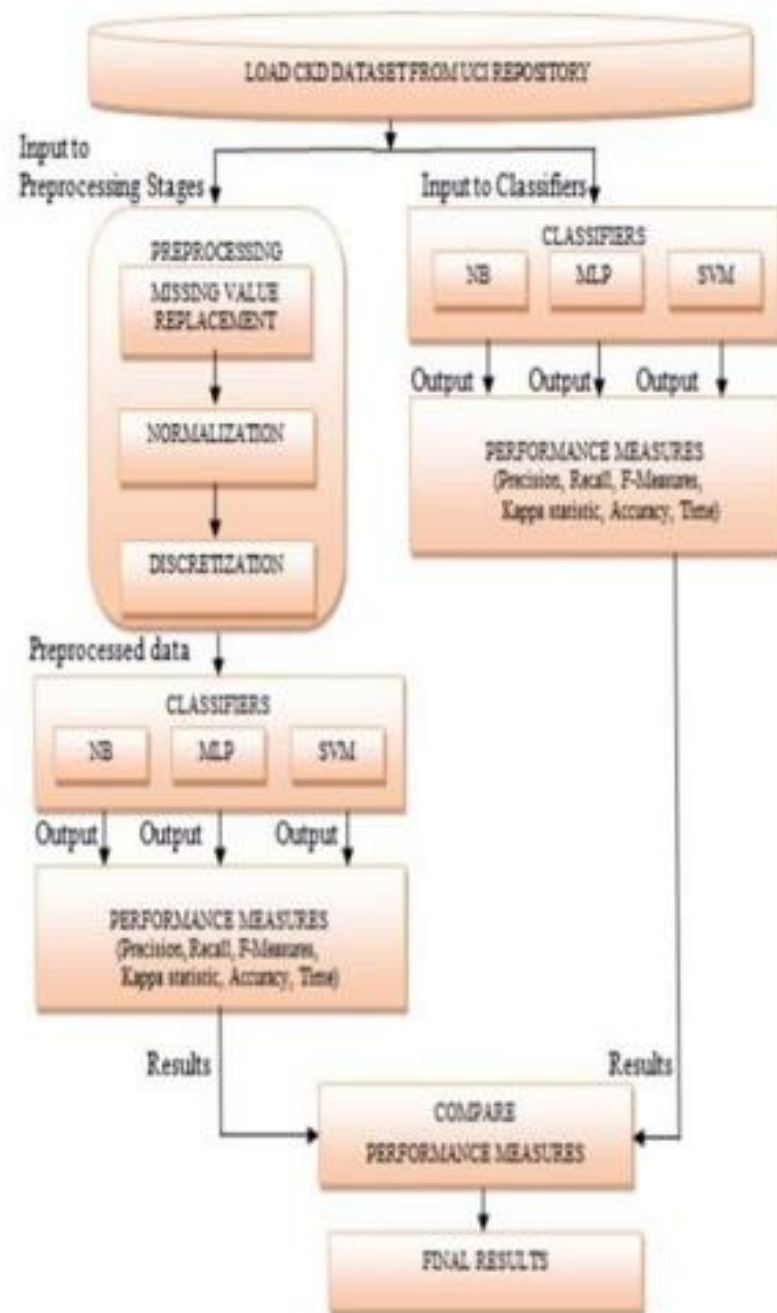 LOAD CKD DATASET FROM UCI REPOSITORY
Input to
Preprocessing Stages
Input to Classifiers
PREPROCESSING
MISSING VALUE
REPLACEMENT
NORMALIZATION
DISCRETIZATION
CLASSIFIERS
NB MLP SVM
Output Output Output
PERFORMANCE MEASURES
(Precision, Recall, F-Measures,
Kappa statistic, Accuracy, Time)
Preprocessed data
CLASSIFIERS
NB MLP SVM
Output Output Output
PERFORMANCE MEASURES
(Precision, Recall, F-Measures,
Kappa statistic, Accuracy, Time)
Results
Results
COMPARE
PERFORMANCE MEASURES
FINAL RESULTS